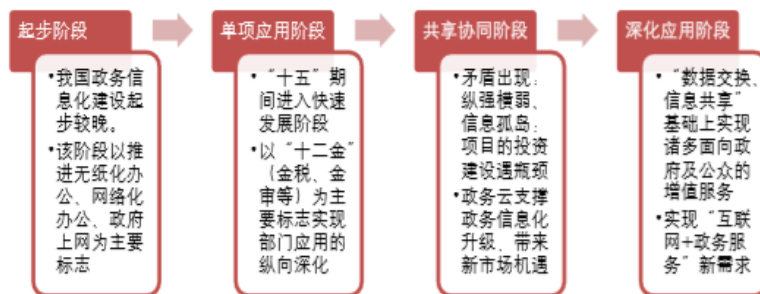 起步阶段
•我国政务信
息化建设起
步较晚。
•该阶段以推
进无纸化办
公、网络化
办公、政府
上网为主要
标志
单项应用阶段
•“十五”期
间进入快速
发展阶段
•以“十二金”
（金税、金
审等）为主
要标志实现
部门应用的
纵向深化
共享协同阶段
•矛盾出现：
纵强横弱、
信息孤岛；
项目的投资
建设遇瓶颈
•政务云支撑
政务信息化
升级、带来
新市场机遇
深化应用阶段
•“数据交换、
信息共享”
基础上实现
诸多面向政
府及公众的
增值服务
•实现“互联
网+政务服
务”新需求